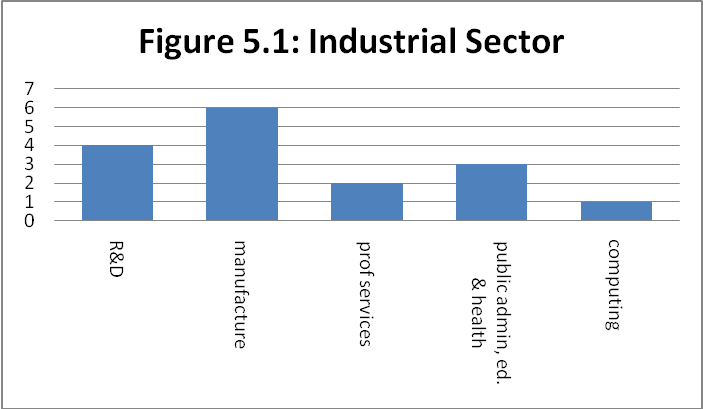 Figure 5.1: Industrial Sector
7
6
5
4
3
2
1
0
R&D
manufacture
prof services
public admin, ed.
& health
computing